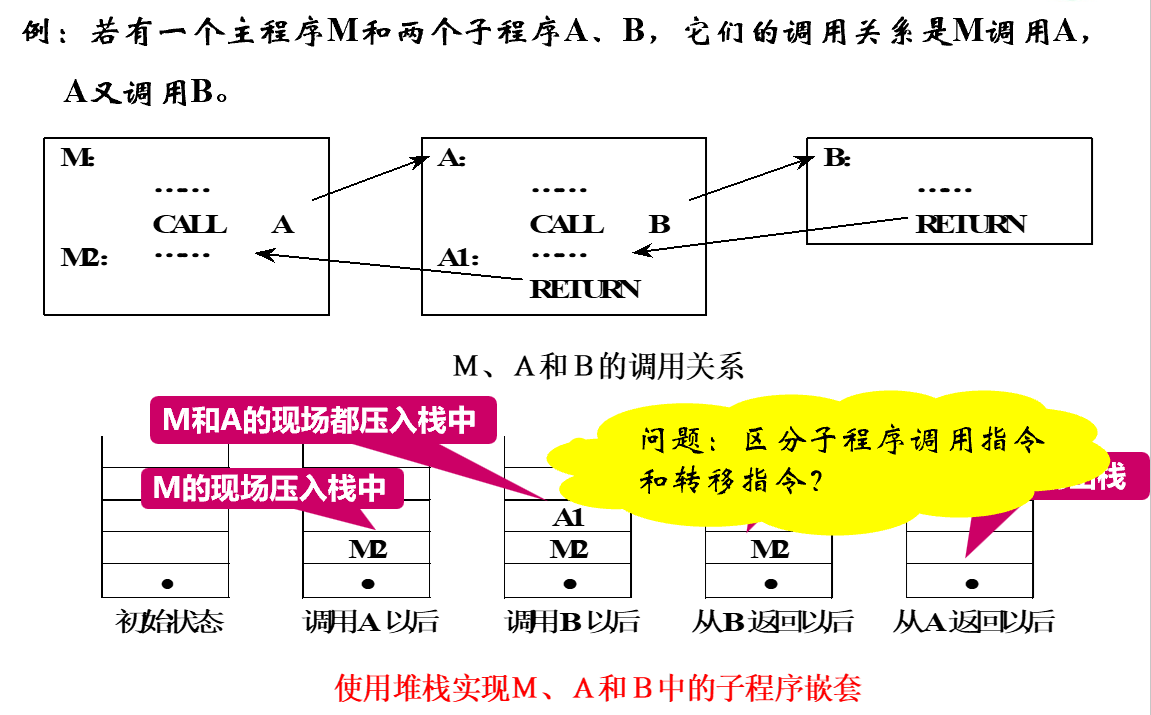 例：若有一个主程序M和两个子程序A、B，它们的调用关系是M调用A，
A又调用B。
M:
……
CALL A
M2: ……
A:
……
CALL B
A1: ……
RETURN
B:
……
RETURN
M、A和B的调用关系
M和A的现场都压入栈中
问题：区分子程序调用指令
和转移指令？
出栈
M的现场压入栈中
A1
M2
M2
M2
初始状态
调用A以后
调用B以后
从B返回以后
从A返回以后
使用堆栈实现M、A和B中的子程序嵌套